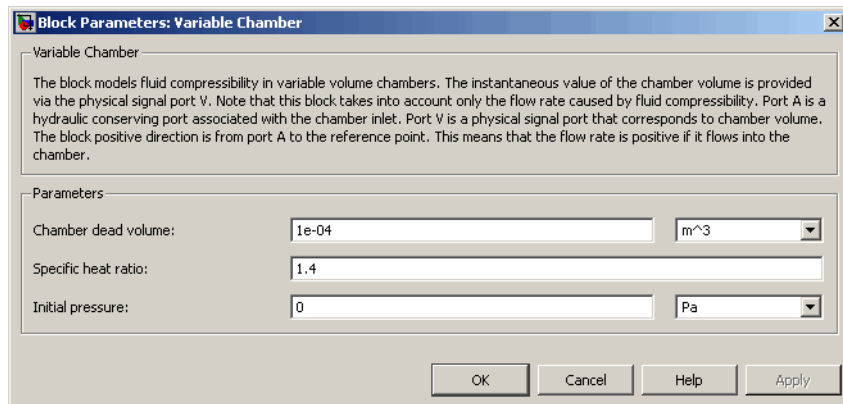 Block Parameters: Variable Chamber
Variable Chamber
The block models fluid compressibility in variable volume chambers. The instantaneous value of the chamber volume is provided
via the physical signal port V. Note that this block takes into account only the flow rate caused by fluid compressibility. Port A is a
hydraulic conserving port associated with the chamber inlet. Port V is a physical signal port that corresponds to chamber volume.
The block positive direction is from port A to the reference point. This means that the flow rate is positive if it flows into the
chamber.
Parameters
Chamber dead volume: 1e-04 m^3
Specific heat ratio: 1.4
Initial pressure: 0 Pa
OK Cancel Help Apply